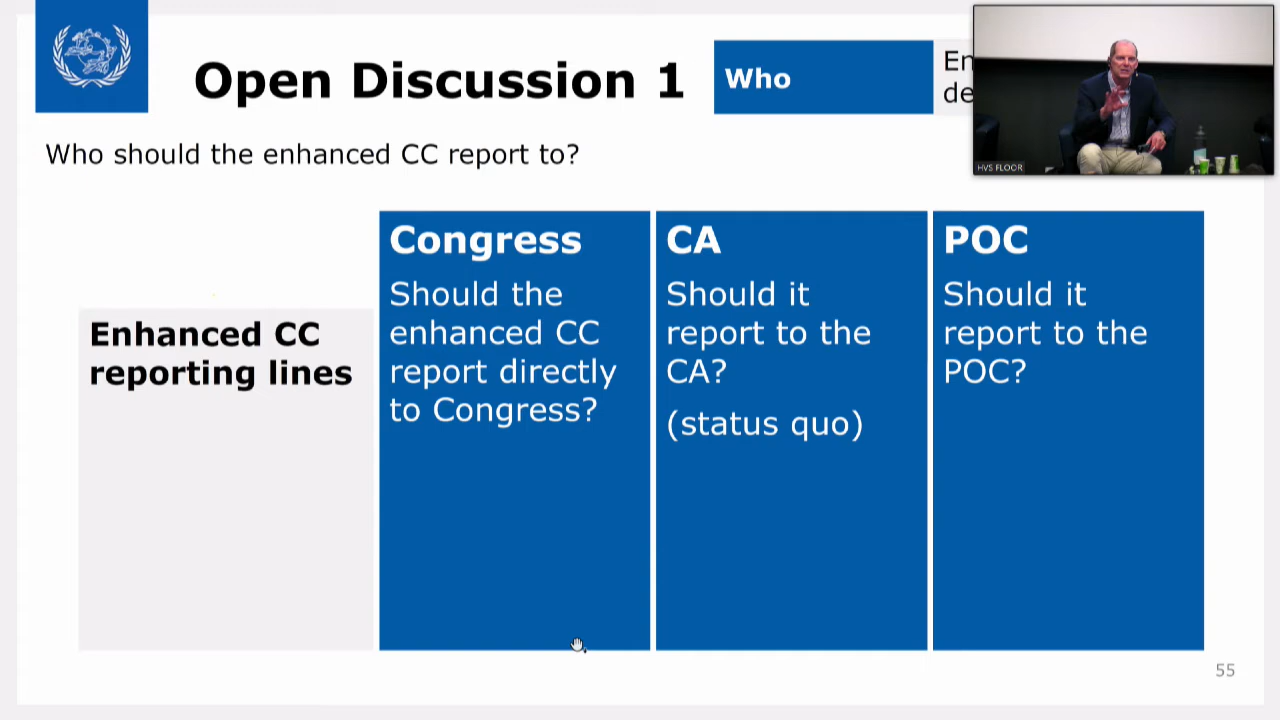 Open Discussion 1
Who
En
de
HVS FLOOR
Who should the enhanced CC report to?
Enhanced CC
reporting lines
Congress
Should the
enhanced CC
report directly
to Congress?
CA
Should it
report to the
CA?
(status quo)
POC
Should it
report to the
POC?
55